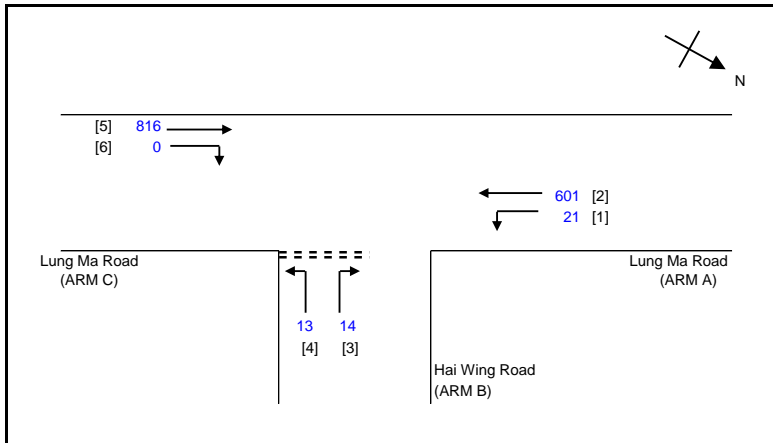 N
[5] 816
[6] 0
601 [2]
21 [1]
Lung Ma Road
(ARM C)
Lung Ma Road
(ARM A)
13 14
[4] [3]
Hai Wing Road
(ARM B)